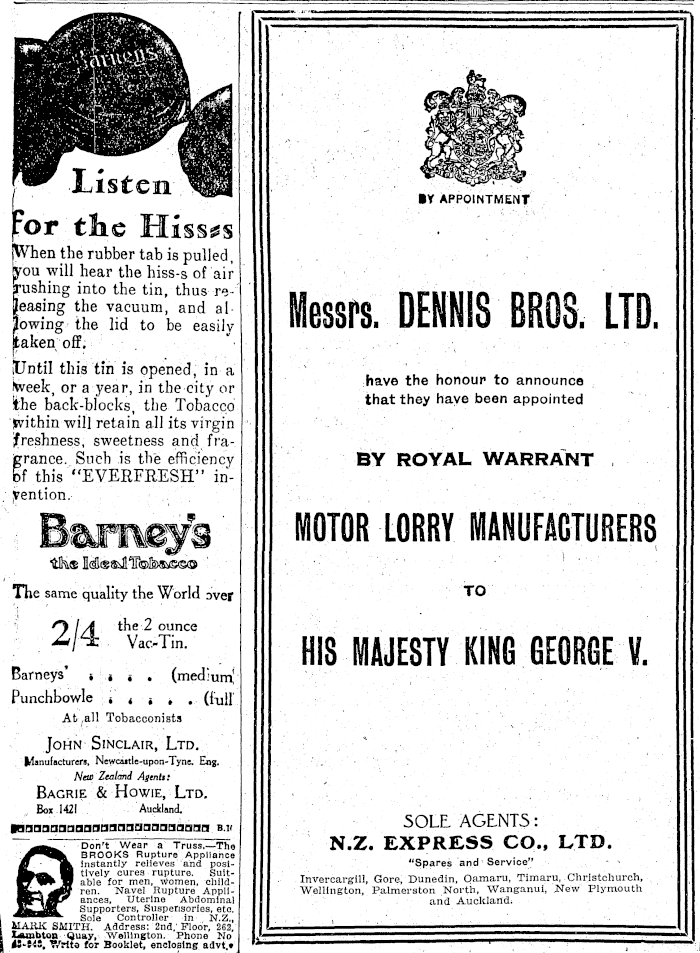 Barneys
Listen
for the Hisss
When the rubber tab is pulled,
you will hear the hiss-s of air
rushing into the tin, thus re-
leasing the vacuum, and al-
lowing the lid to be easily
taken off.
Until this tin is opened, in a
week, or a year, in the city or
the back-blocks, the Tobacco
within will retain all its virgin
freshness, sweetness and fra-
grance. Such is the efficiency
of this "EVERFRESH" in-
vention.
Barney's
the Ideal Tobacco
The same quality the World over
2/4 the 2 ounce
Vac-Tin.
Barneys' . . . . (medium
Punchbowle . . . . . (full
At all Tobacconists
JOHN SINCLAIR, LTD.
Manufacturers, Newcastle-upon-Tyne. Eng.
New Zealand Agents:
BAGRIE & HOWIE, LTD.
Box 1421 Auckland.
Don't Wear a Truss.—The
BROOKS Rupture Appliance
instantly relieves and posi-
tively cures rupture. Suit-
able for men, women, child-
ren. Navel Rupture Appli-
ances, Uterine Abdominal
Supporters, Suspensories, etc.
Sole Controller in N.Z.,
MARK SMITH. Address: 2nd, Floor, 262,
Lambton Quay, Wellington. Phone No
Write for Booklet, enclosing advt.
BY APPOINTMENT
Messrs. DENNIS BROS. LTD.
have the honour to announce
that they have been appointed
BY ROYAL WARRANT
MOTOR LORRY MANUFACTURERS
TO
HIS MAJESTY KING GEORGE V.
SOLE AGENTS:
N.Z. EXPRESS CO., LTD.
"Spares and Service"
Invercargill, Gore, Dunedin, Oamaru, Timaru, Christchurch,
Wellington, Palmerston North, Wanganui, New Plymouth
and Auckland.